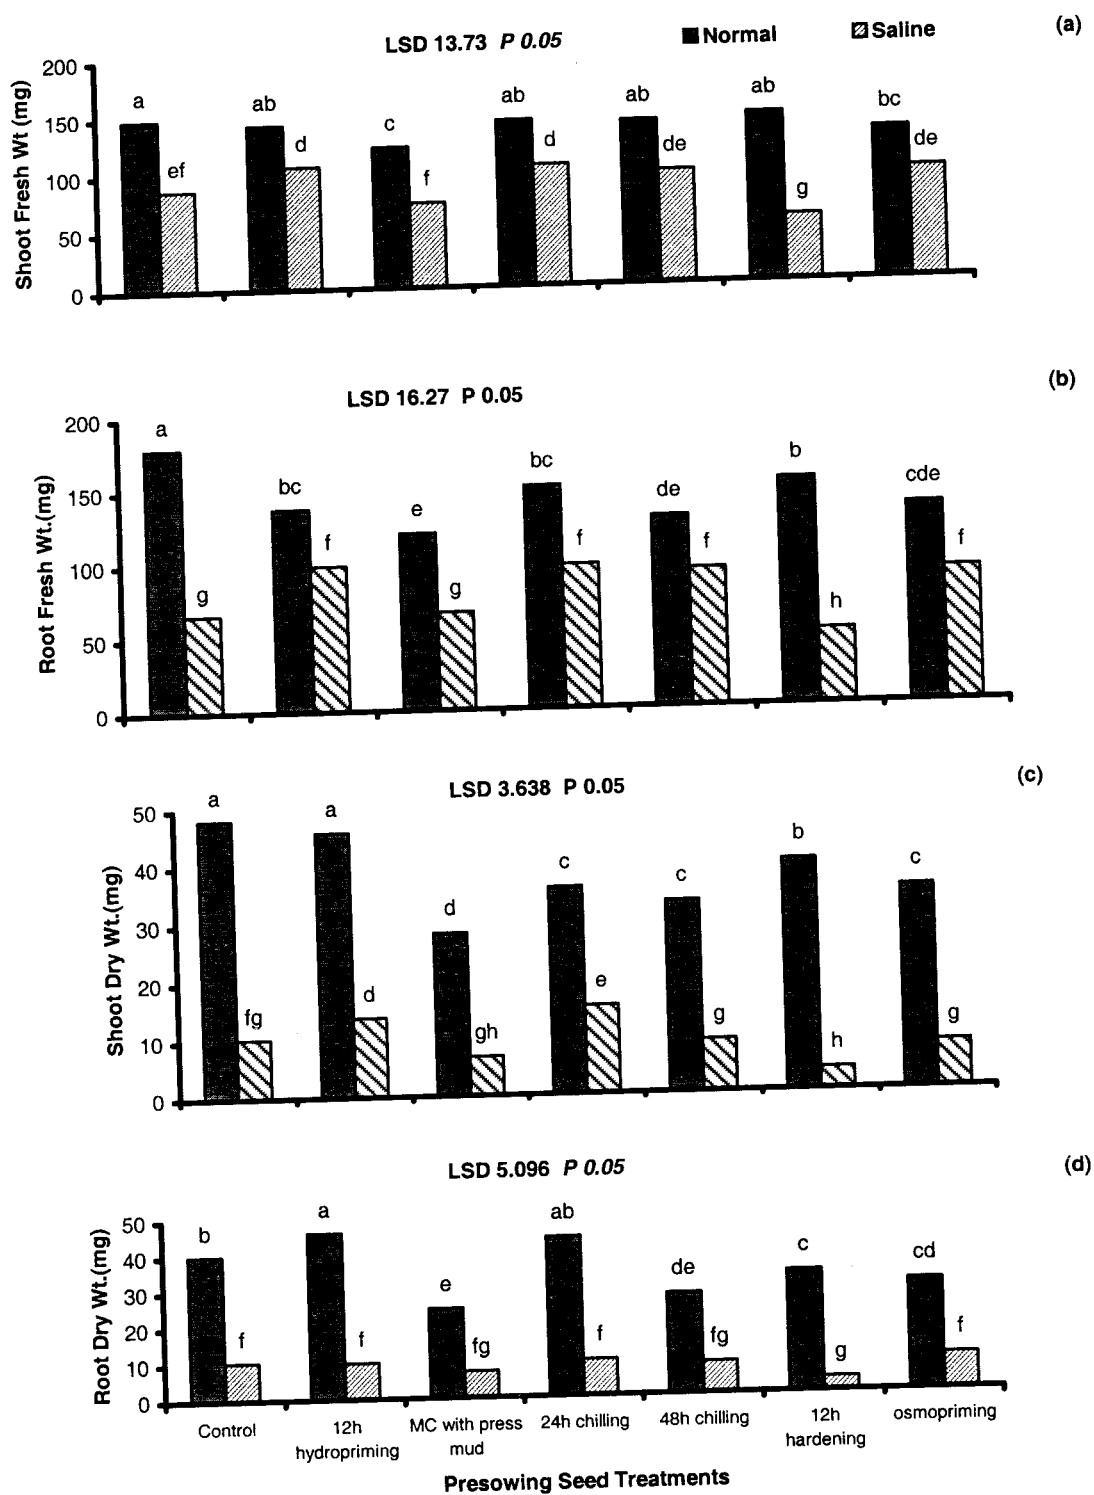 (a)
LSD 13.73 P 0.05
Normal
Saline
Shoot Fresh Wt (mg)
200
150
100
50
0
a
ef
ab
d
c
f
ab
d
ab
de
ab
g
bc
de
(b)
LSD 16.27 P 0.05
Root Fresh Wt.(mg)
200
150
100
50
0
a
g
bc
f
e
g
bc
f
de
f
b
h
cde
f
(c)
LSD 3.638 P 0.05
Shoot Dry Wt.(mg)
50
40
30
20
10
0
a
fg
a
d
d
gh
c
e
c
g
b
h
c
g
(d)
LSD 5.096 P 0.05
Root Dry Wt.(mg)
50
40
30
20
10
0
b
f
a
f
e
fg
ab
f
de
fg
c
g
cd
f
Control
12h
hydropriming
MC with press
mud
24h chilling
48h chilling
12h
hardening
osmopriming
Presowing Seed Treatments